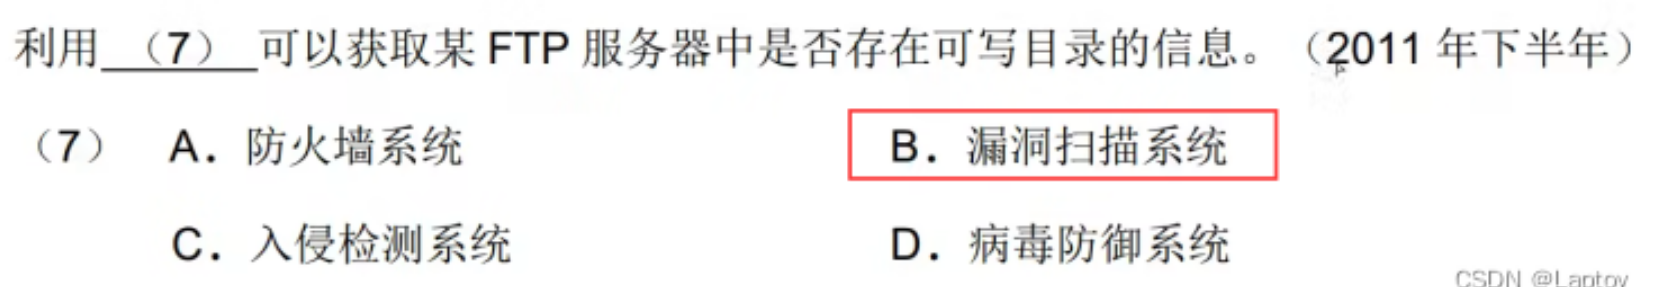 利用 （7） 可以获取某 FTP 服务器中是否存在可写目录的信息。（2011 年下半年）
（7） A．防火墙系统 B．漏洞扫描系统
C．入侵检测系统 D．病毒防御系统
CSDN @Laptoy